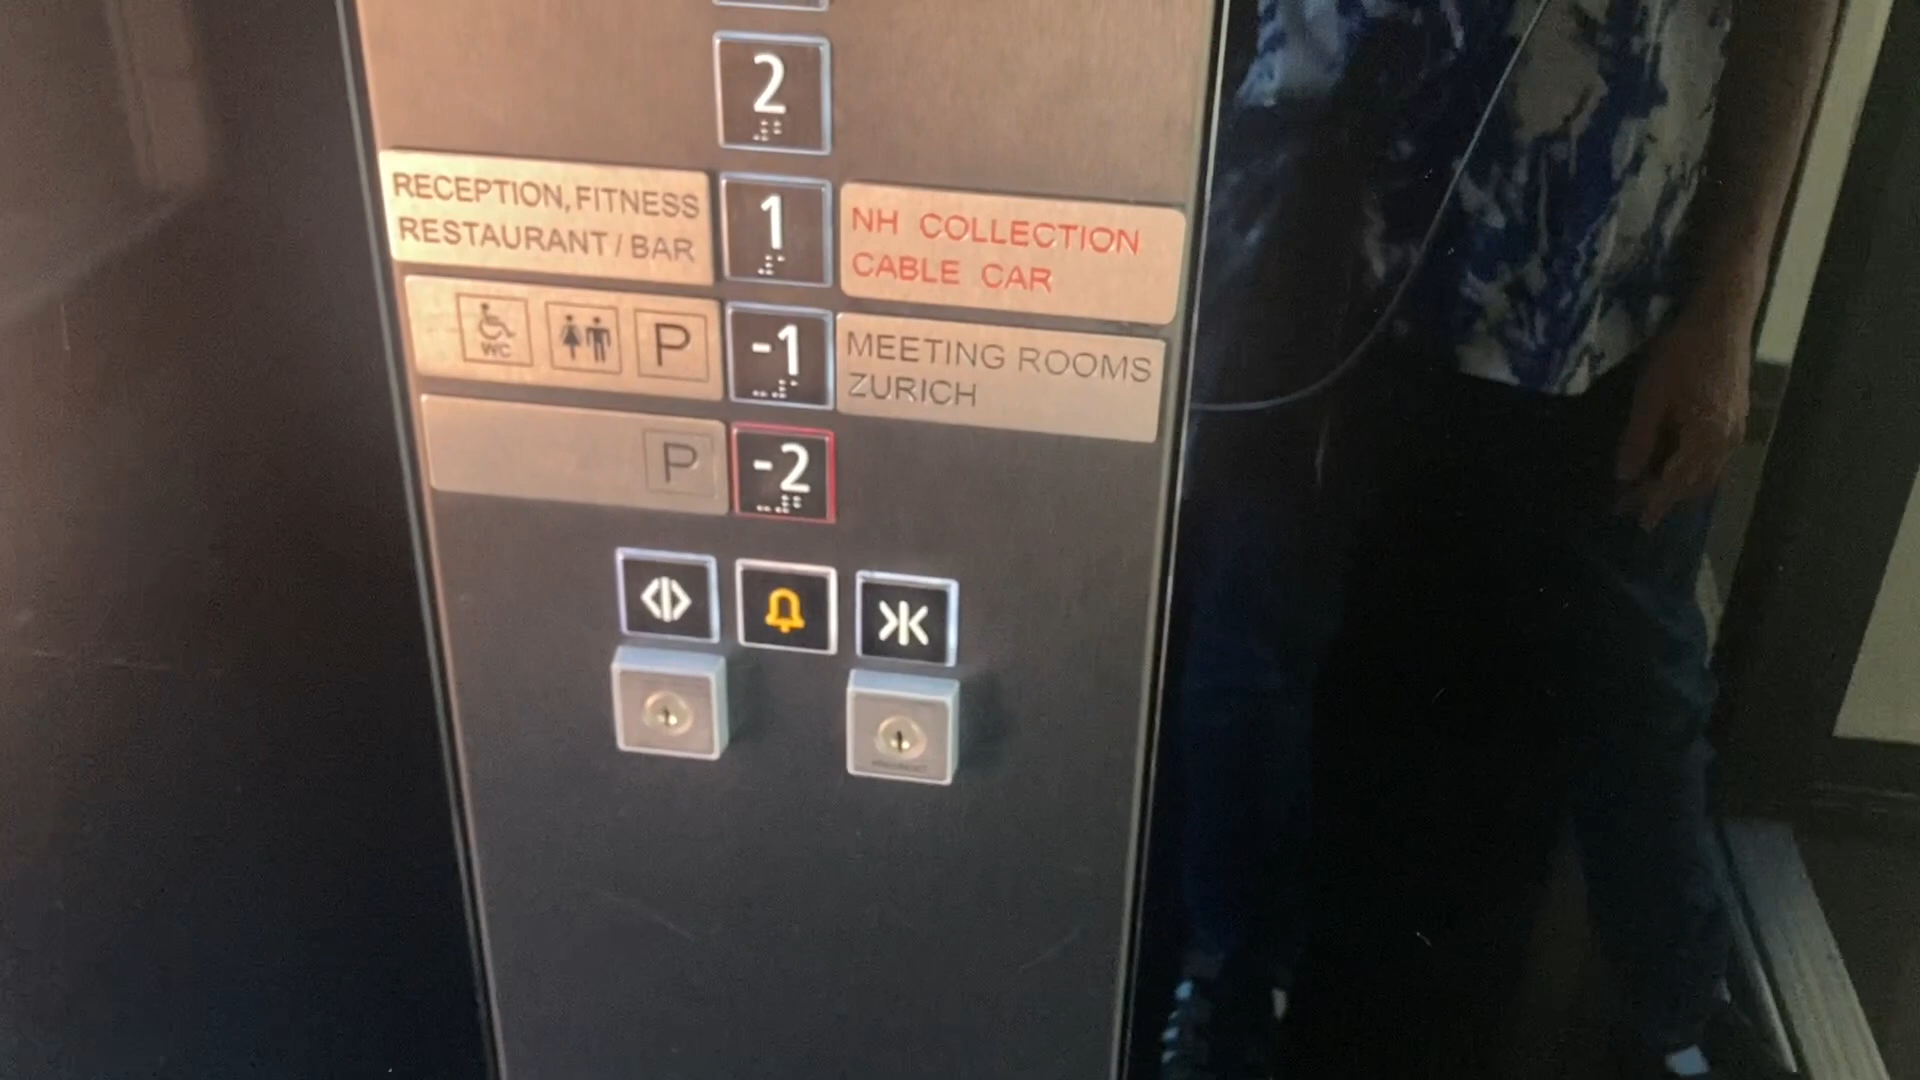 2
RECEPTION, FITNESS
RESTAURANT / BAR
1
NH COLLECTION
CABLE CAR
WC
P
-1
MEETING ROOMS
ZURICH
P
-2